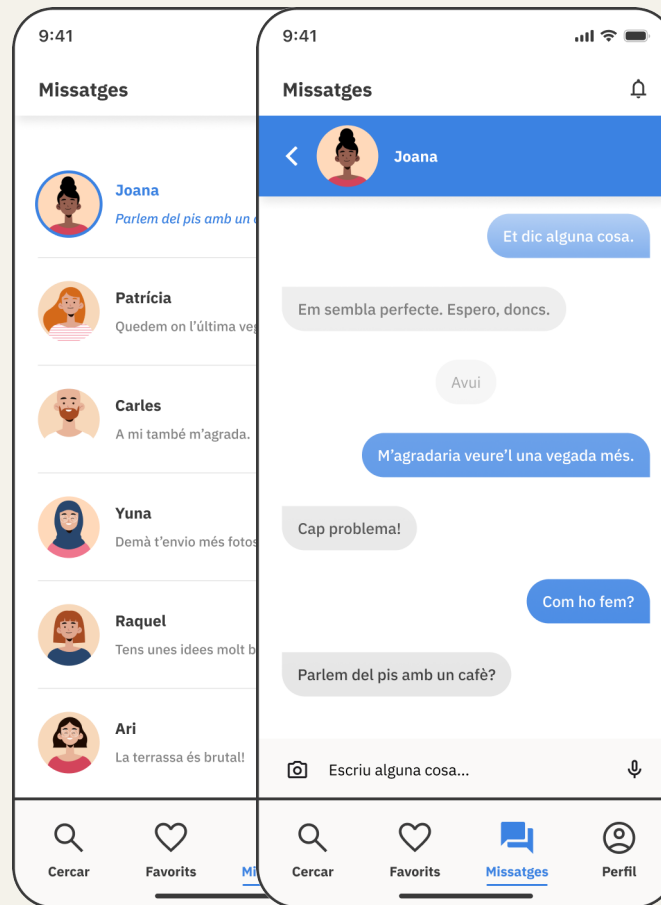 9:41
Missatges
Joana
Parlem del pis amb un
Patrícia
Quedem on l’última
Carles
A mi també m’agrada.
Yuna
Demà t’envio més fotos
Raquel
Tens unes idees molt
Ari
La terrassa és brutal!
Cercar
Favorits
9:41
Missatges
Joana
Et dic alguna cosa.
Em sembla perfecte. Espero, doncs.
Avui
M’agradaria veure’l una vegada més.
Cap problema!
Com ho fem?
Parlem del pis amb un cafè?
Escriu alguna cosa...
Cercar
Favorits
Missatges
Perfil